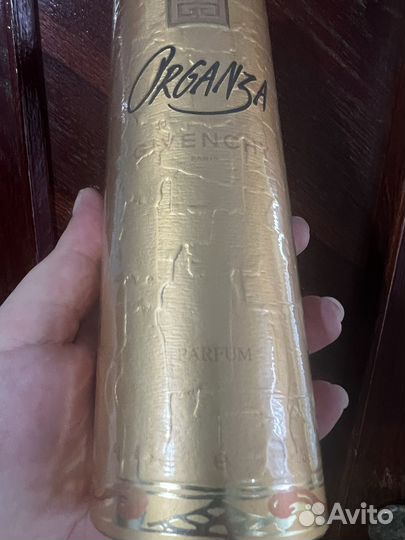 ORGANZA
GIVENCHY
PARIS
PARFUM
Avito